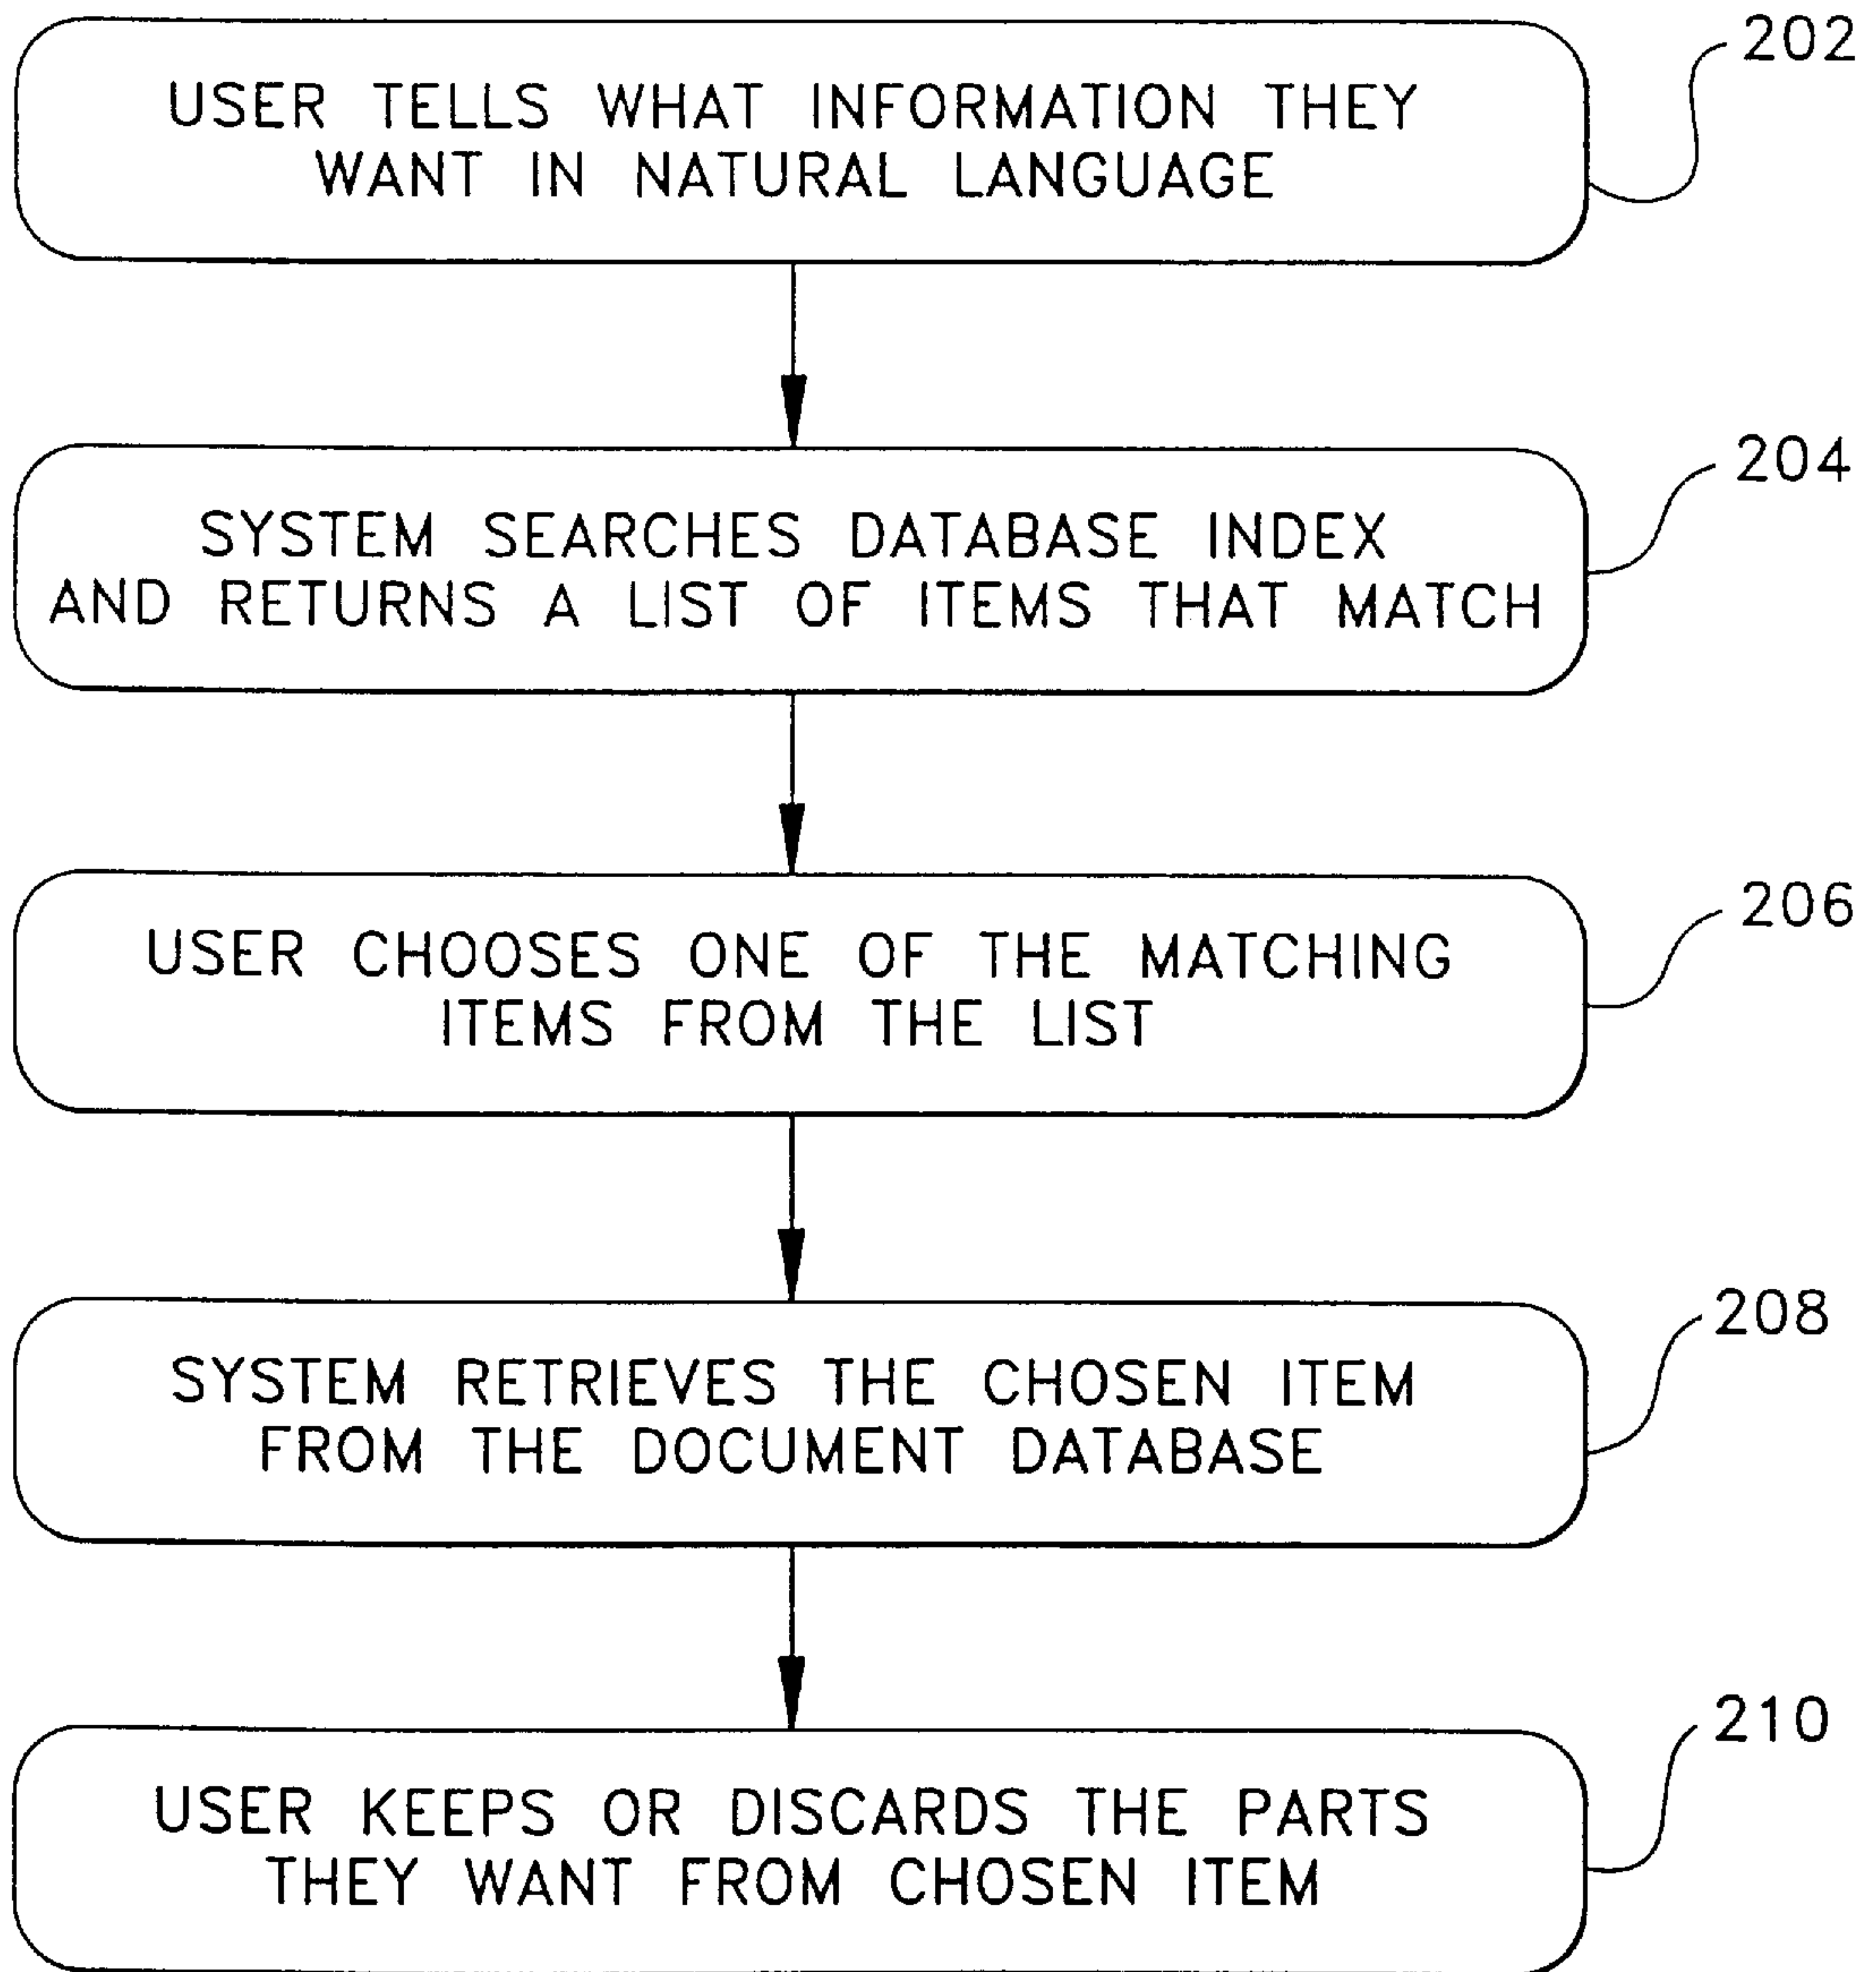 202
USER TELLS WHAT INFORMATION THEY
WANT IN NATURAL LANGUAGE
204
SYSTEM SEARCHES DATABASE INDEX
AND RETURNS A LIST OF ITEMS THAT MATCH
206
USER CHOOSES ONE OF THE MATCHING
ITEMS FROM THE LIST
208
SYSTEM RETRIEVES THE CHOSEN ITEM
FROM THE DOCUMENT DATABASE
210
USER KEEPS OR DISCARDS THE PARTS
THEY WANT FROM CHOSEN ITEM